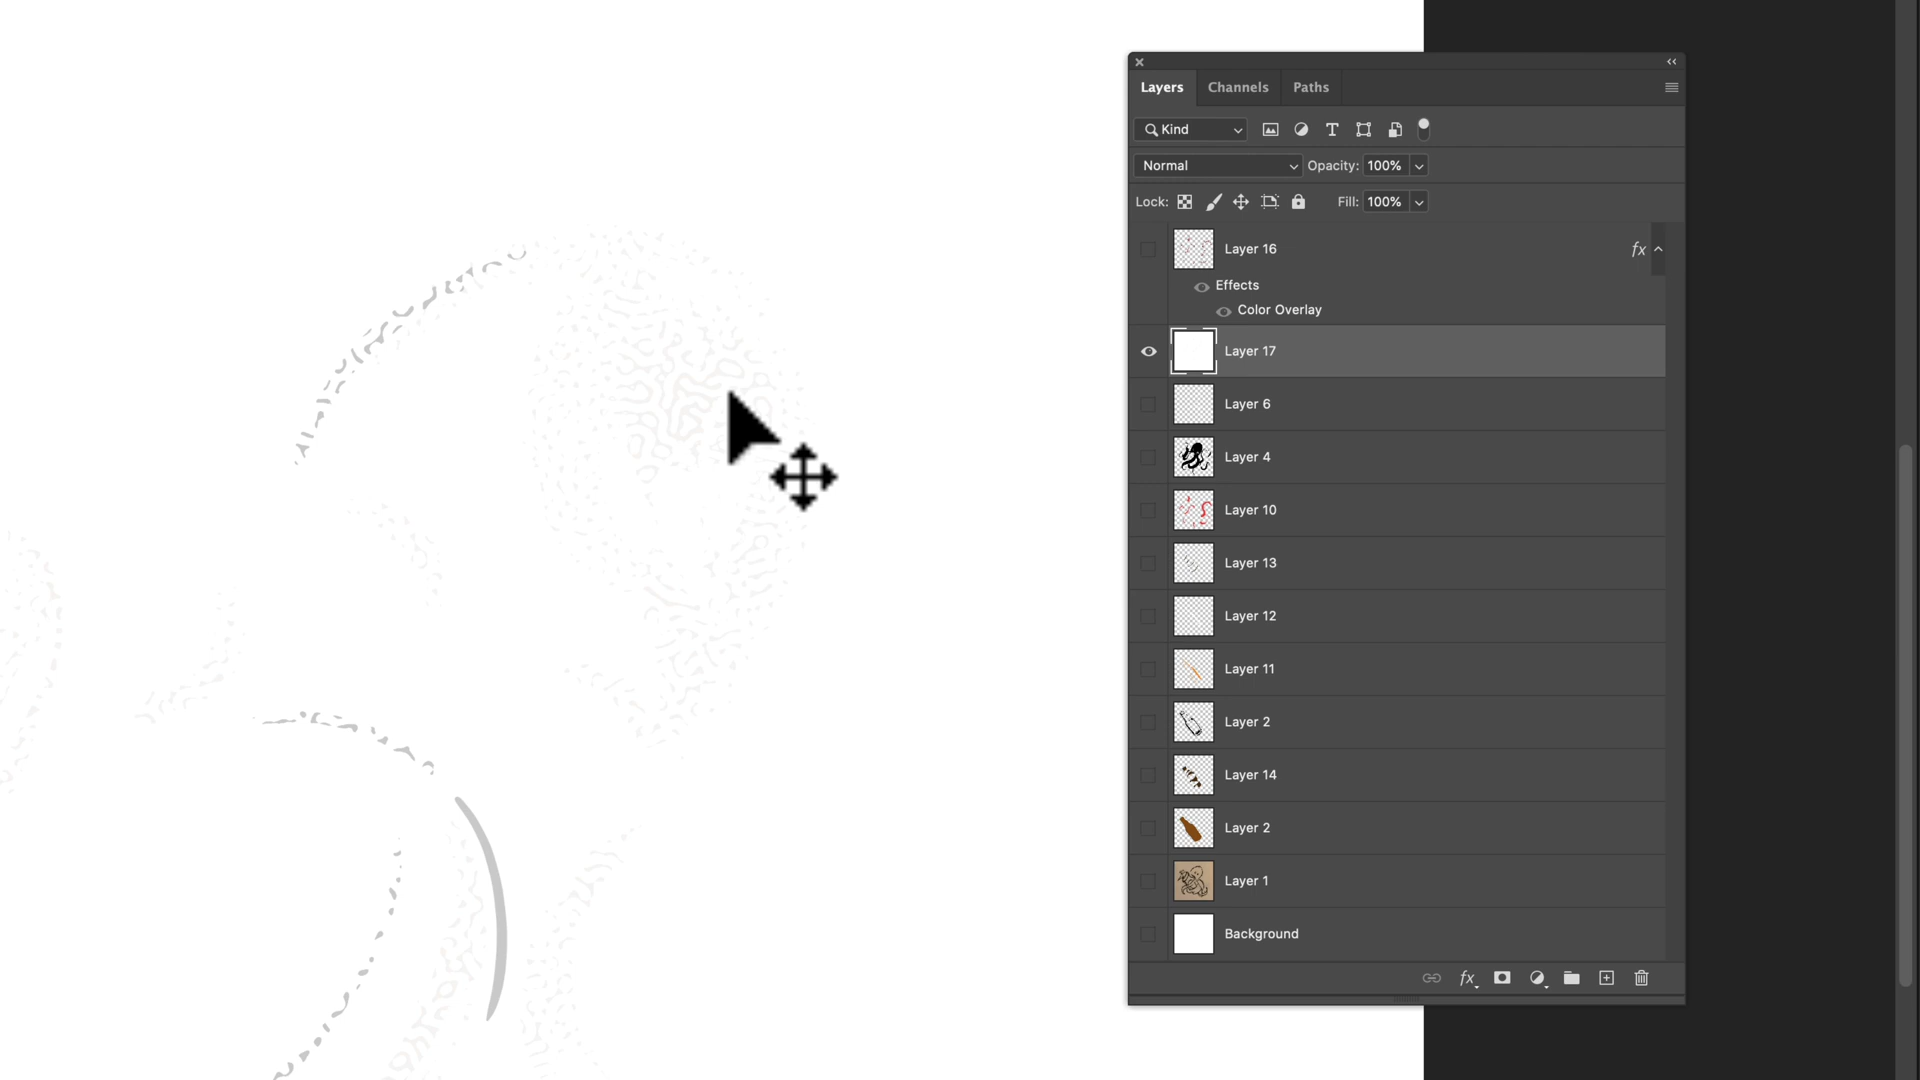 Layers Channels Paths
Kind
Normal Opacity: 100%
Lock: Fill: 100%
Layer 16 fx
Effects
Color Overlay
Layer 17
Layer 6
Layer 4
Layer 10
Layer 13
Layer 12
Layer 11
Layer 2
Layer 14
Layer 2
Layer 1
Background
fx